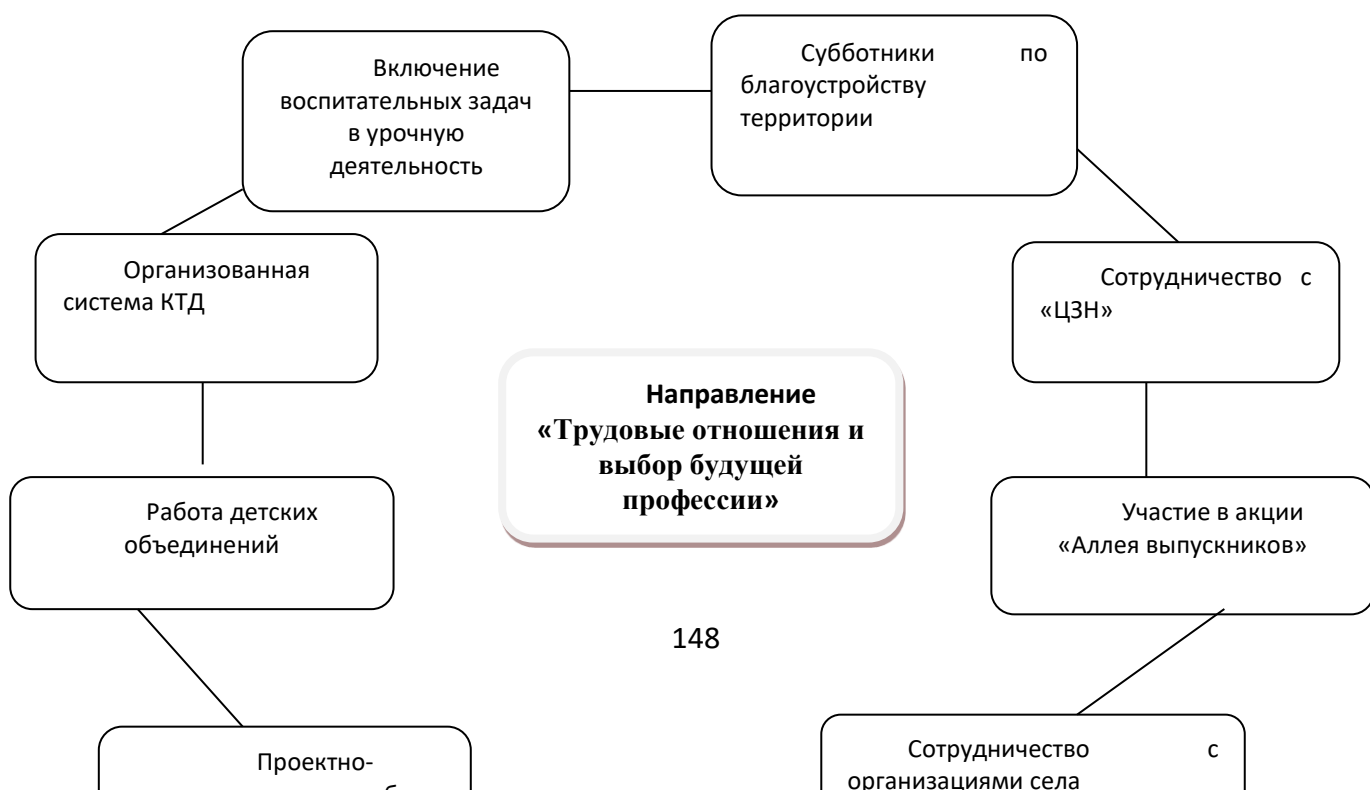 Включение
воспитательных задач
в урочную
деятельность
Субботники по
благоустройству
территории
Организованная
система КТД
Сотрудничество с
«ЦЗН»
Направление
«Трудовые отношения и
выбор будущей
профессии»
Работа детских
объединений
Участие в акции
«Аллея выпускников»
148
Проектно-
Сотрудничество с
организациями села